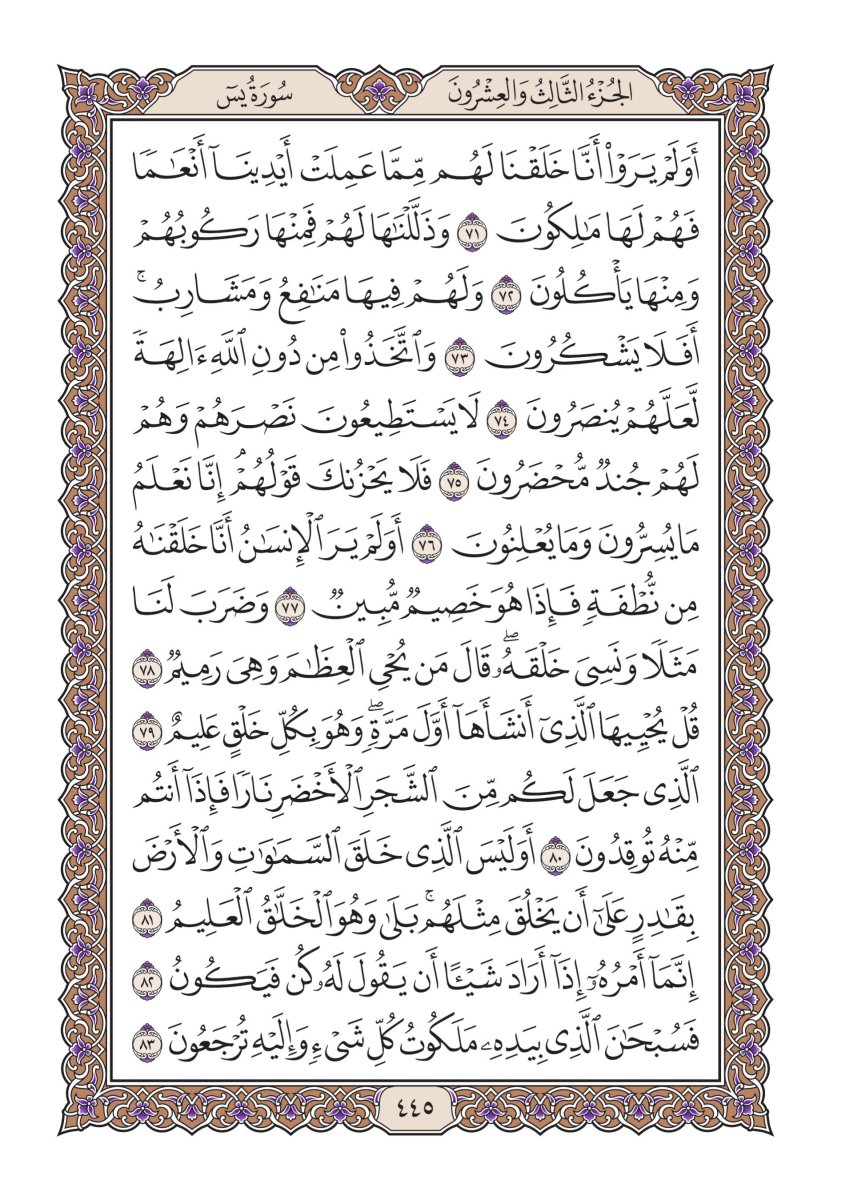 الجُزْءُ الثَّالِثُ وَالعِشْرُونَ
سُورَةُ يسٓ
أَوَلَمْ يَرَوْا۟ أَنَّا خَلَقْنَا لَهُم مِّمَّا عَمِلَتْ أَيْدِينَآ أَنْعَـٰمًا
فَهُمْ لَهَا مَـٰلِكُونَ ٧١ وَذَلَّلْنَـٰهَا لَهُمْ فَمِنْهَا رَكُوبُهُمْ
وَمِنْهَا يَأْكُلُونَ ٧٢ وَلَهُمْ فِيهَا مَنَـٰفِعُ وَمَشَارِبُ ۚ
أَفَلَا يَشْكُرُونَ ٧٣ وَٱتَّخَذُوا۟ مِن دُونِ ٱللَّهِ ءَالِهَةً
لَّعَلَّهُمْ يُنصَرُونَ ٧٤ لَا يَسْتَطِيعُونَ نَصْرَهُمْ وَهُمْ
لَهُمْ جُندٌ مُّحْضَرُونَ ٧٥ فَلَا يَحْزُنكَ قَوْلُهُمْ إِنَّا نَعْلَمُ
مَا يُسِرُّونَ وَمَا يُعْلِنُونَ ٧٦ أَوَلَمْ يَرَ ٱلْإِنسَـٰنُ أَنَّا خَلَقْنَـٰهُ
مِن نُّطْفَةٍ فَإِذَا هُوَ خَصِيمٌ مُّبِينٌ ٧٧ وَضَرَبَ لَنَا
مَثَلًا وَنَسِىَ خَلْقَهُۥ ۖ قَالَ مَن يُحْىِ ٱلْعِظَـٰمَ وَهِىَ رَمِيمٌ ٧٨
قُلْ يُحْيِيهَا ٱلَّذِىٓ أَنشَأَهَآ أَوَّلَ مَرَّةٍ ۖ وَهُوَ بِكُلِّ خَلْقٍ عَلِيمٌ ٧٩
ٱلَّذِى جَعَلَ لَكُم مِّنَ ٱلشَّجَرِ ٱلْأَخْضَرِ نَارًا فَإِذَآ أَنتُم
مِّنْهُ تُوقِدُونَ ٨٠ أَوَلَيْسَ ٱلَّذِى خَلَقَ ٱلسَّمَـٰوَٰتِ وَٱلْأَرْضَ
بِقَـٰدِرٍ عَلَىٰٓ أَن يَخْلُقَ مِثْلَهُم ۚ بَلَىٰ وَهُوَ ٱلْخَلَّـٰقُ ٱلْعَلِيمُ ٨١
إِنَّمَآ أَمْرُهُۥٓ إِذَآ أَرَادَ شَيْـًٔا أَن يَقُولَ لَهُۥ كُن فَيَكُونُ ٨٢
فَسُبْحَـٰنَ ٱلَّذِى بِيَدِهِۦ مَلَكُوتُ كُلِّ شَىْءٍ وَإِلَيْهِ تُرْجَعُونَ ٨٣
٤٤٥